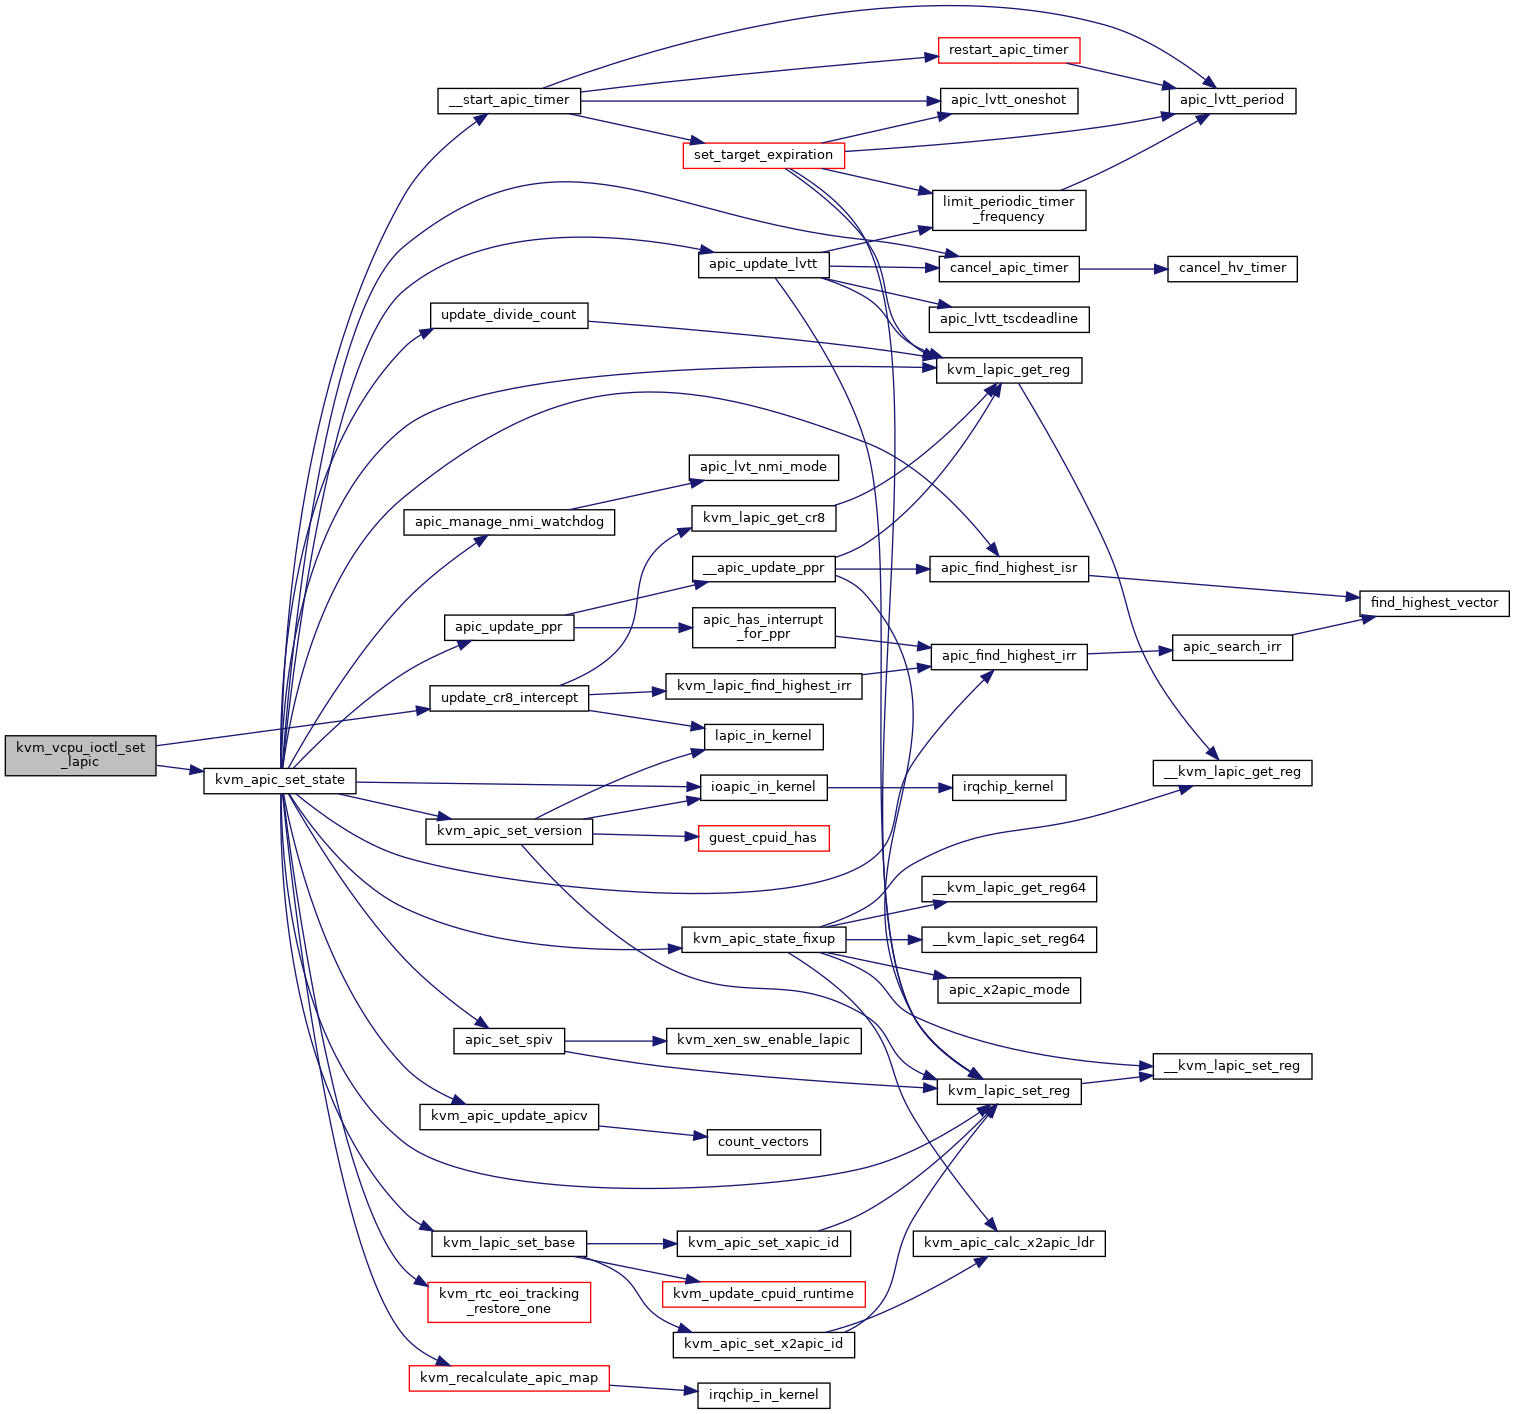 restart_apic_timer
__start_apic_timer
apic_lvtt_oneshot
apic_lvtt_period
set_target_expiration
limit_periodic_timer
_frequency
apic_update_lvtt
cancel_apic_timer
cancel_hv_timer
update_divide_count
apic_lvtt_tscdeadline
kvm_lapic_get_reg
apic_lvt_nmi_mode
apic_manage_nmi_watchdog
kvm_lapic_get_cr8
__apic_update_ppr
apic_find_highest_isr
find_highest_vector
apic_update_ppr
apic_has_interrupt
_for_ppr
apic_find_highest_irr
apic_search_irr
kvm_lapic_find_highest_irr
update_cr8_intercept
lapic_in_kernel
kvm_vcpu_ioctl_set
_lapic
kvm_apic_set_state
ioapic_in_kernel
irqchip_kernel
__kvm_lapic_get_reg
kvm_apic_set_version
guest_cpuid_has
__kvm_lapic_get_reg64
kvm_apic_state_fixup
__kvm_lapic_set_reg64
apic_x2apic_mode
apic_set_spiv
kvm_xen_sw_enable_lapic
__kvm_lapic_set_reg
kvm_lapic_set_reg
kvm_apic_update_apicv
count_vectors
kvm_lapic_set_base
kvm_apic_set_xapic_id
kvm_apic_calc_x2apic_ldr
kvm_rtc_eoi_tracking
_restore_one
kvm_update_cpuid_runtime
kvm_apic_set_x2apic_id
kvm_recalculate_apic_map
irqchip_in_kernel